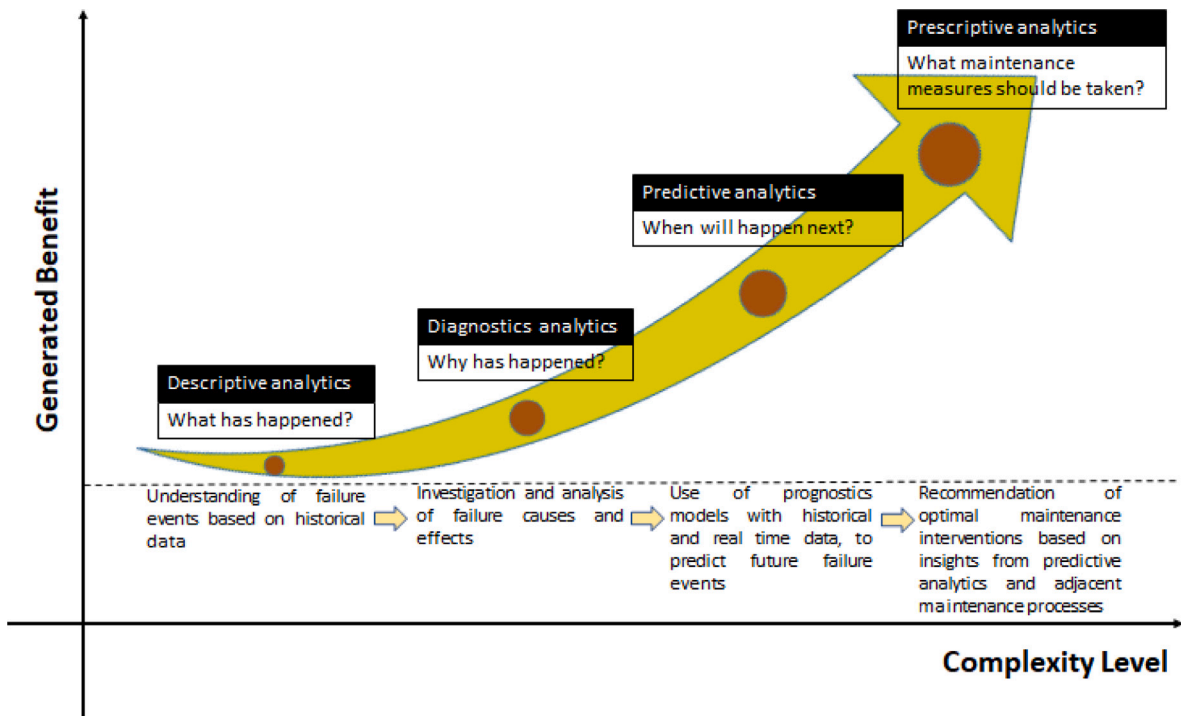 Prescriptive analytics
What maintenance
measures should be taken?
Predictive analytics
When will happen next?
Diagnostics analytics
Why has happened?
Descriptive analytics
What has happened?
Generated Benefit
Understanding of failure
events based on historical
data
Investigation and analysis
of failure causes and
effects
Use of prognostics
models with historical
and real time data, to
predict future failure
events
Recommendation of
optimal maintenance
interventions based on
insights from predictive
analytics and adjacent
maintenance processes
Complexity Level